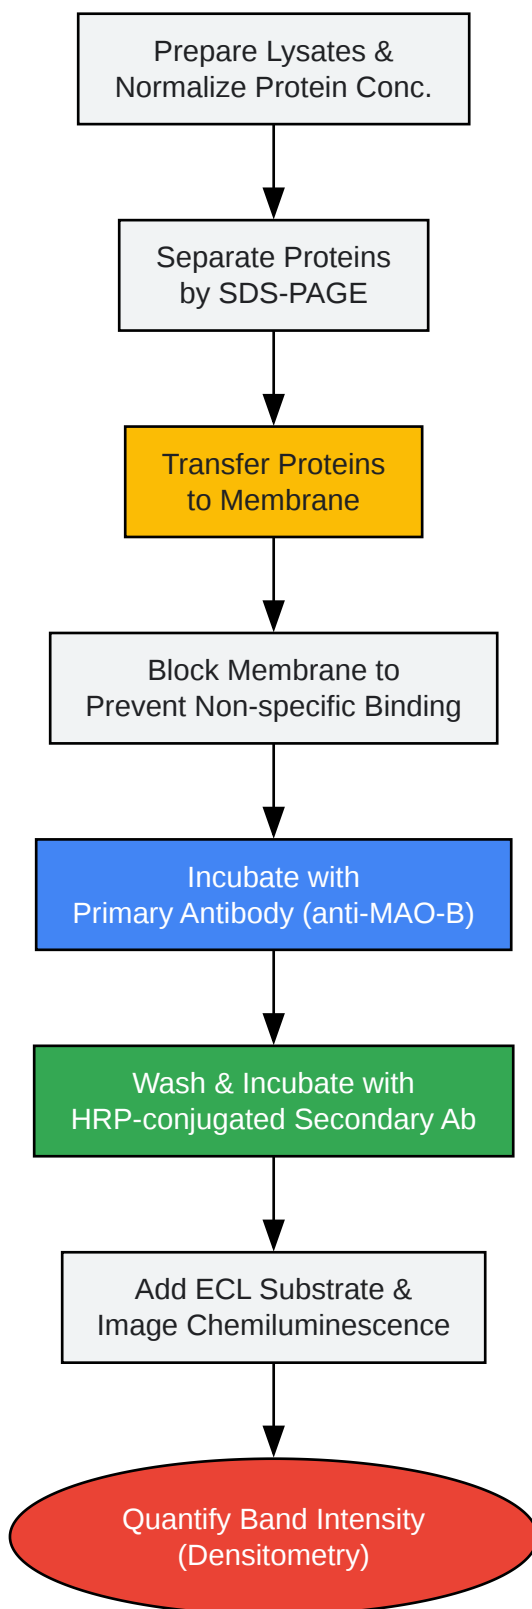 Prepare Lysates &
Normalize Protein Conc.
Separate Proteins
by SDS-PAGE
Transfer Proteins
to Membrane
Block Membrane to
Prevent Non-specific Binding
Incubate with
Primary Antibody (anti-MAO-B)
Wash & Incubate with
HRP-conjugated Secondary Ab
Add ECL Substrate &
Image Chemiluminescence
Quantify Band Intensity
(Densitometry)